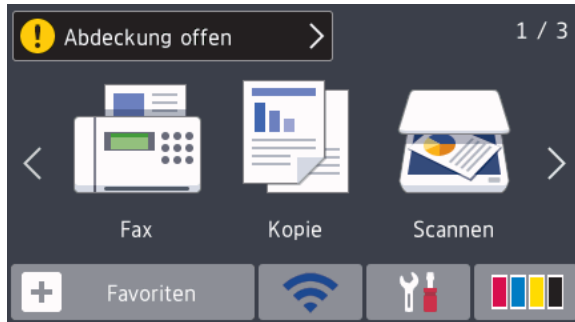 Abdeckung offen
1 / 3
Fax
Kopie
Scannen
Favoriten